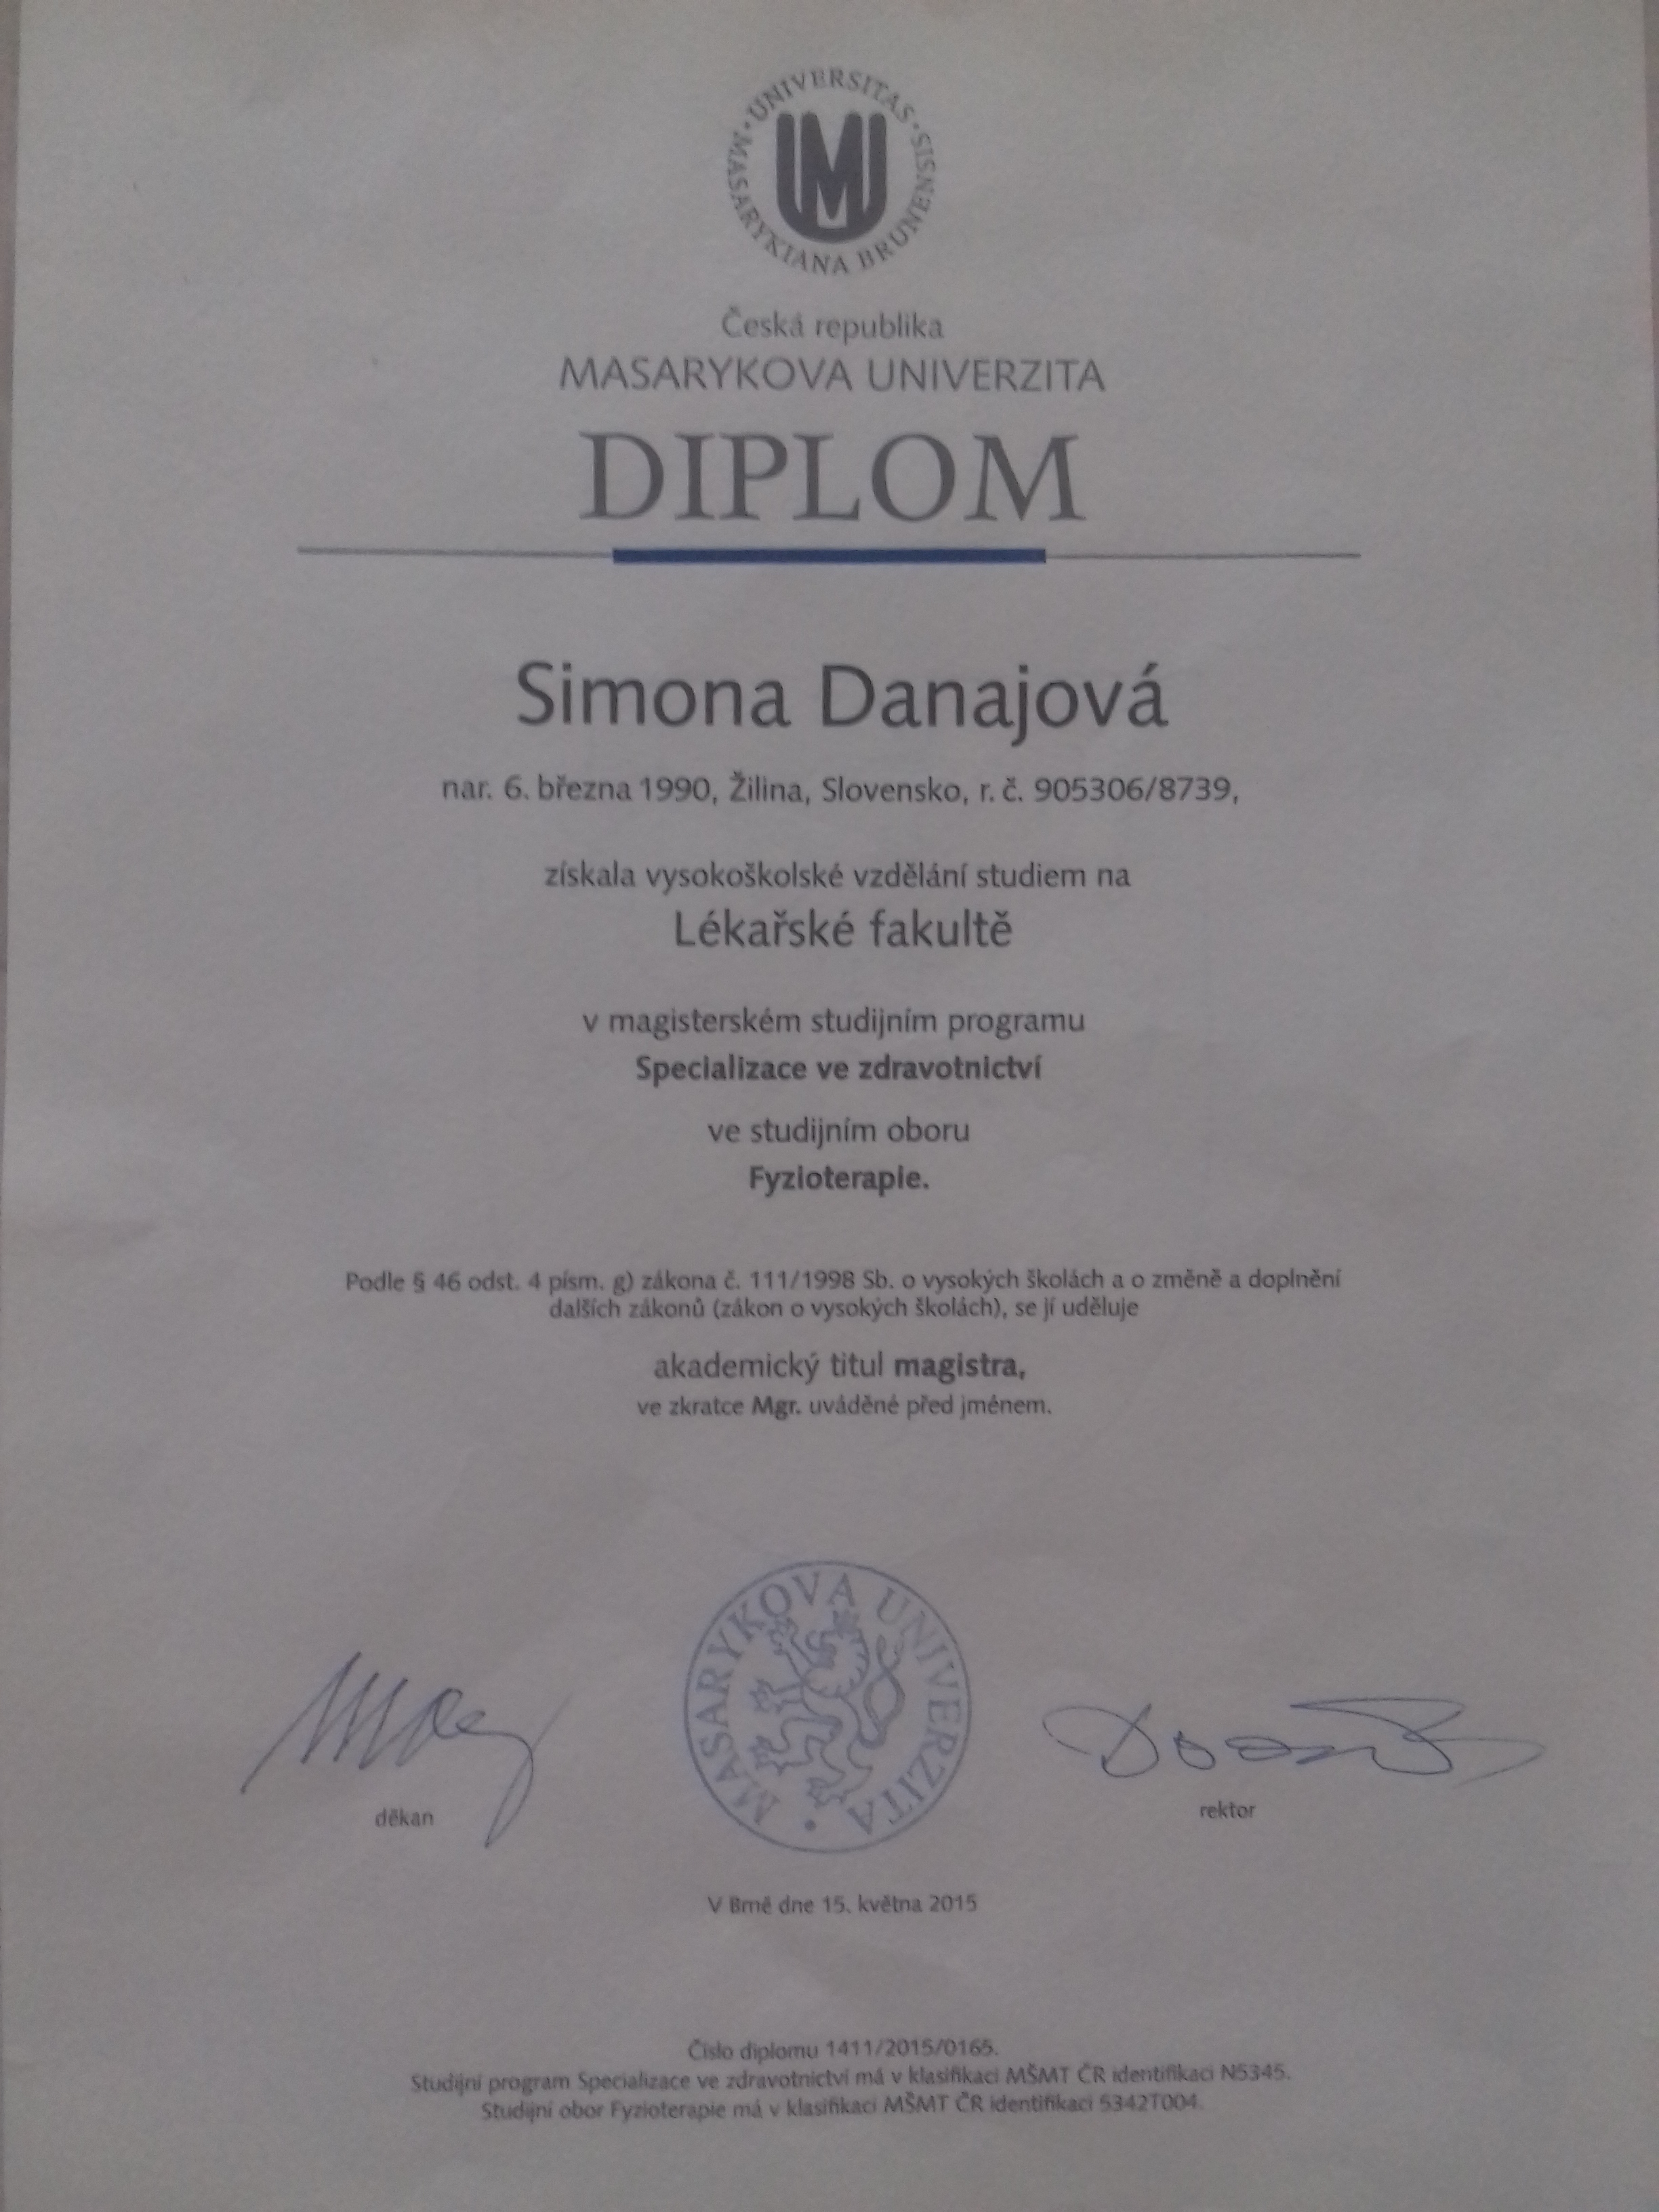 UNIVERSITAS · MASARYKIANA BRUNENSIS ·
MU
Česká republika
MASARYKOVA UNIVERZITA
DIPLOM
Simona Danajová
nar. 6. března 1990, Žilina, Slovensko, r. č. 905306/8739,
získala vysokoškolské vzdělání studiem na
Lékařské fakultě
v magisterském studijním programu
Specializace ve zdravotnictví
ve studijním oboru
Fyzioterapie.
Podle § 46 odst. 4 písm. g) zákona č. 111/1998 Sb. o vysokých školách a o změně a doplnění
dalších zákonů (zákon o vysokých školách), se jí uděluje
akademický titul magistra,
ve zkratce Mgr. uváděné před jménem.
MASARYKOVA UNIVERZITA
děkan
rektor
V Brně dne 15. května 2015
Číslo diplomu 1411/2015/0165.
Studijní program Specializace ve zdravotnictví má v klasifikaci MŠMT ČR identifikaci N5345.
Studijní obor Fyzioterapie má v klasifikaci MŠMT ČR identifikaci 5342T004.